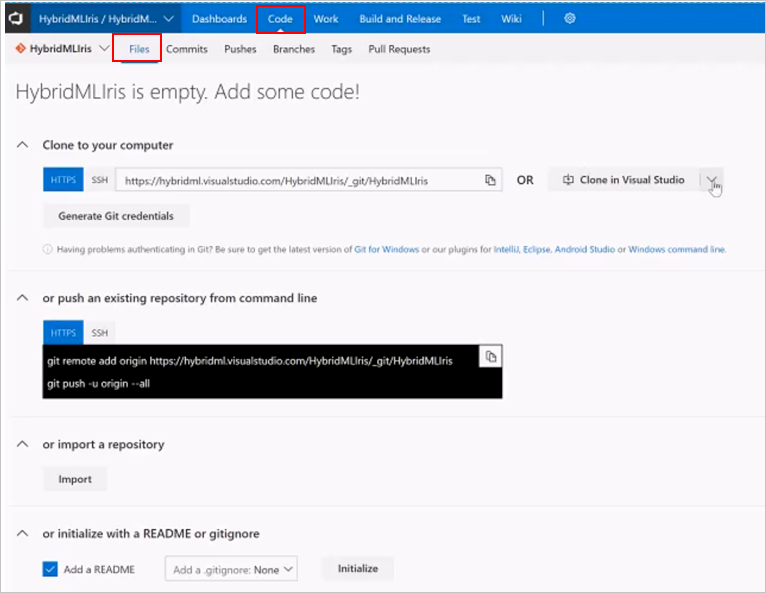 HybridMLIris / HybridM... Dashboards Code Work Build and Release Test Wiki
HybridMLIris Files Commits Pushes Branches Tags Pull Requests
HybridMLIris is empty. Add some code!
Clone to your computer
HTTPS SSH https://hybridml.visualstudio.com/HybridMLIris/_git/HybridMLIris OR Clone in Visual Studio
Generate Git credentials
Having problems authenticating in Git? Be sure to get the latest version of Git for Windows or our plugins for IntelliJ, Eclipse, Android Studio or Windows command line.
or push an existing repository from command line
HTTPS SSH
git remote add origin https://hybridml.visualstudio.com/HybridMLIris/_git/HybridMLIris
git push -u origin --all
or import a repository
Import
or initialize with a README or gitignore
Add a README Add a .gitignore: None Initialize